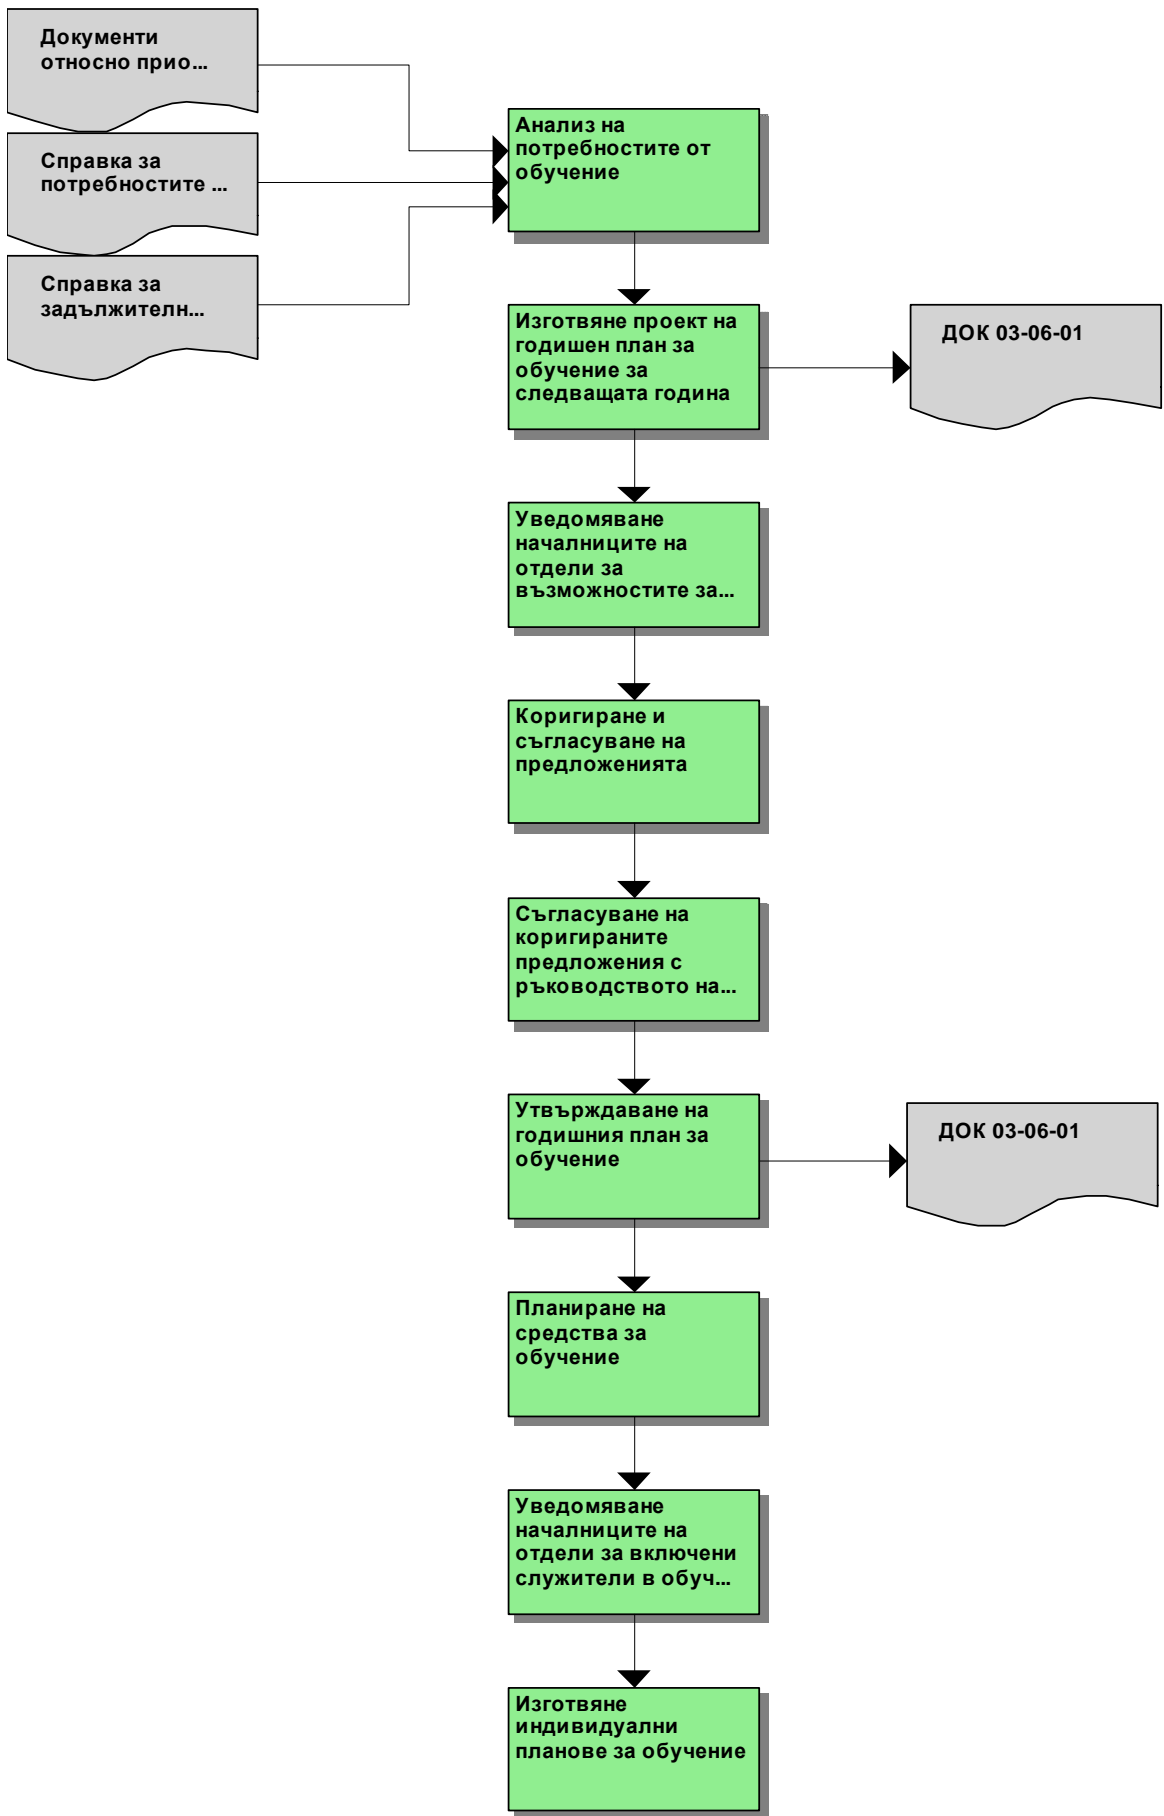 Документи
относно прио...
Справка за
потребностите ...
Справка за
задължителн...
Анализ на
потребностите от
обучение
Изготвяне проект на
годишен план за
обучение за
следващата година
ДОК 03-06-01
Уведомяване
началниците на
отдели за
възможностите за...
Коригиране и
съгласуване на
предложенията
Съгласуване на
коригираните
предложения с
ръководството на...
Утвърждаване на
годишния план за
обучение
ДОК 03-06-01
Планиране на
средства за
обучение
Уведомяване
началниците на
отдели за включени
служители в обуч...
Изготвяне
индивидуални
планове за обучение